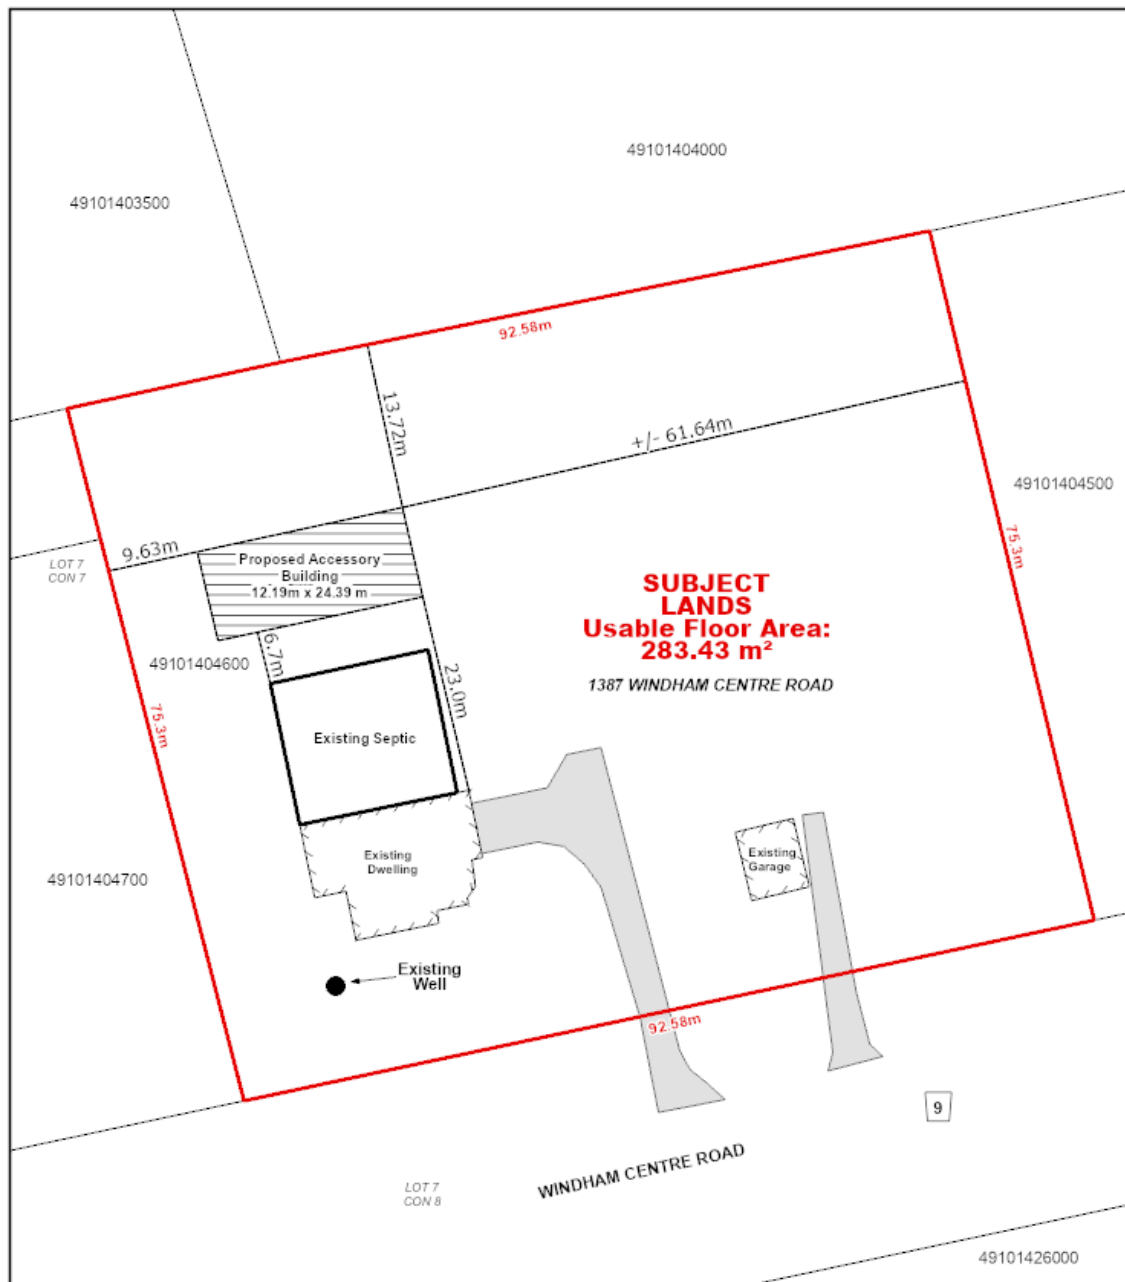 49101404000
49101403500
92.58m
13.72m
+/- 61.64m
49101404500
9.63m
LOT 7
CON 7
Proposed Accessory
Building
12.19m x 24.39 m
75.3m
SUBJECT
LANDS
Usable Floor Area:
283.43 m²
1387 WINDHAM CENTRE ROAD
6.7m
49101404600
23.0m
75.3m
Existing Septic
Existing
Dwelling
Existing
Garage
49101404700
Existing
Well
92.58m
9
WINDHAM CENTRE ROAD
LOT 7
CON 8
49101426000